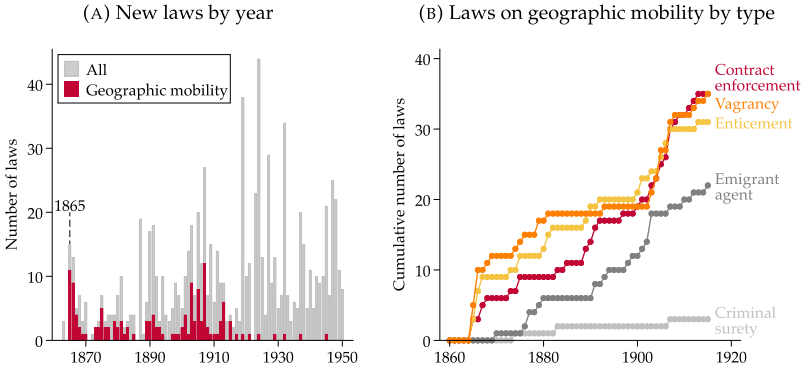 (A) New laws by year
All
Geographic mobility
1865
Number of laws
0
10
20
30
40
1870
1890
1910
1930
1950
(B) Laws on geographic mobility by type
Cumulative number of laws
0
10
20
30
40
1860
1880
1900
1920
Contract
enforcement
Vagrancy
Enticement
Emigrant
agent
Criminal
surety